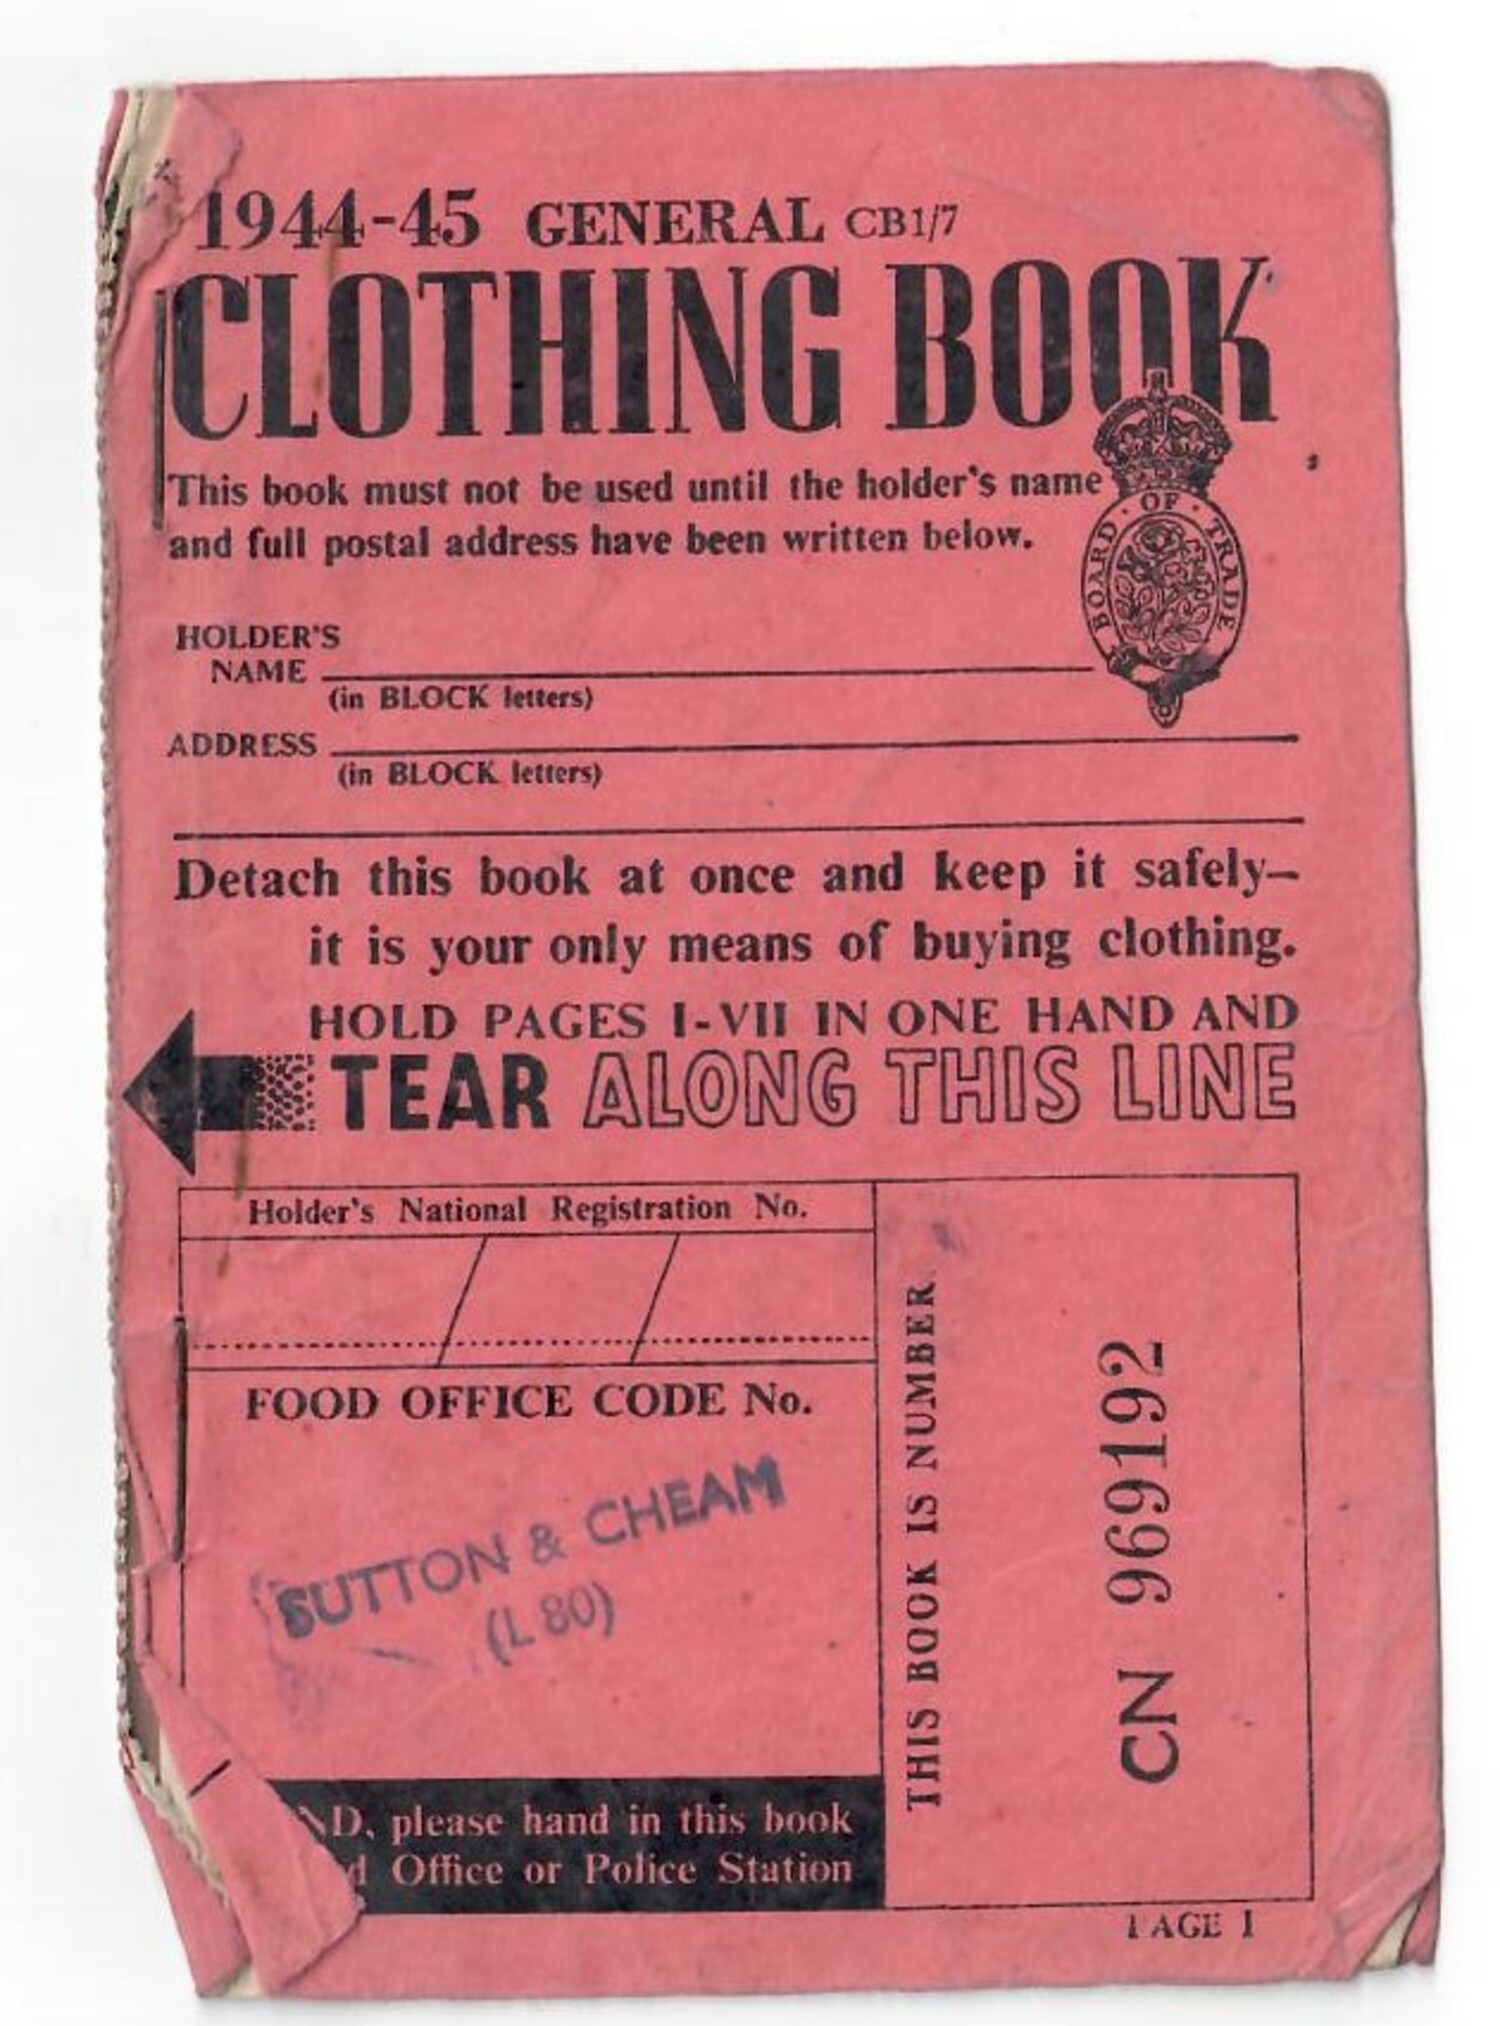 1944-45 GENERAL CB1/7
CLOTHING BOOK
This book must not be used until the holder's name
and full postal address have been written below.
BOARD · OF · TRADE
HOLDER'S
NAME
(in BLOCK letters)
ADDRESS
(in BLOCK letters)
Detach this book at once and keep it safely—
it is your only means of buying clothing.
HOLD PAGES I-VII IN ONE HAND AND
TEAR ALONG THIS LINE
Holder's National Registration No.
FOOD OFFICE CODE No.
SUTTON & CHEAM
(L 80)
please hand in this book
Office or Police Station
THIS BOOK IS NUMBER
CN 969192
PAGE I